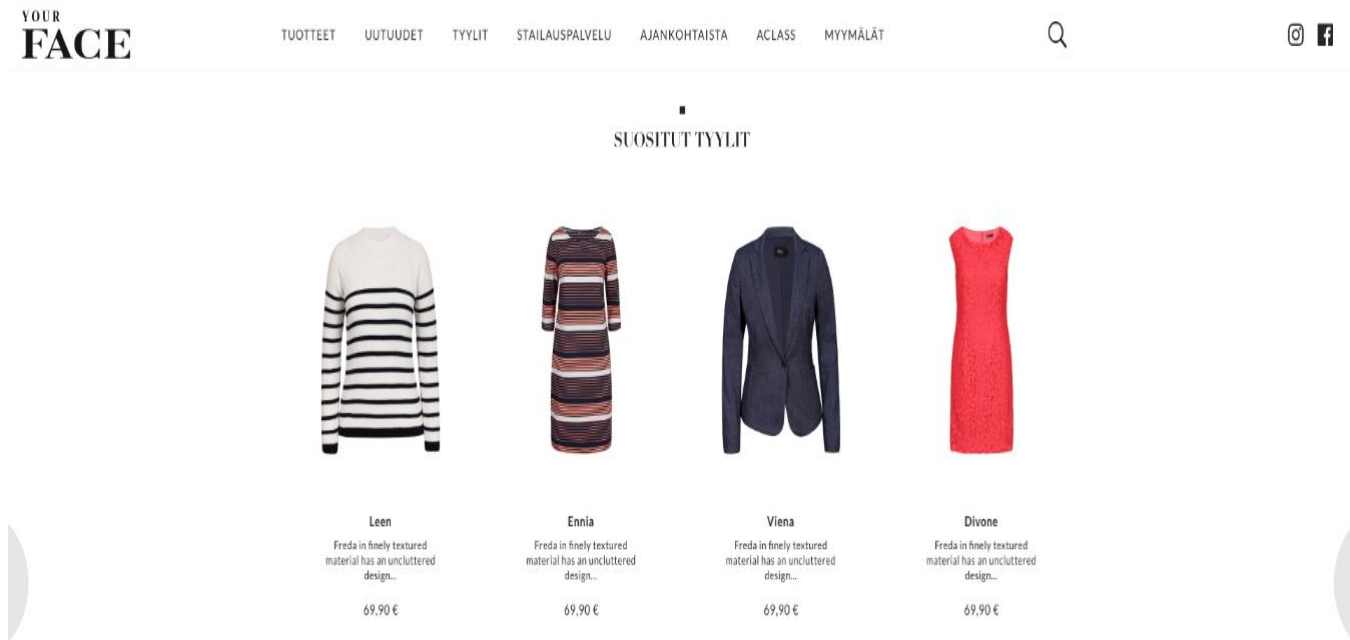 YOUR
FACE
TUOTTEET UUTUUDET TYYLIT STAILAUSPALVELU AJANKOHTAISTA ACLASS MYYMÄLÄT
SUOSITUT TYYLIT
Leen
Freda in finely textured
material has an uncluttered
design...
69,90 €
Ennia
Freda in finely textured
material has an uncluttered
design...
69,90 €
Viena
Freda in finely textured
material has an uncluttered
design...
69,90 €
Divone
Freda in finely textured
material has an uncluttered
design...
69,90 €